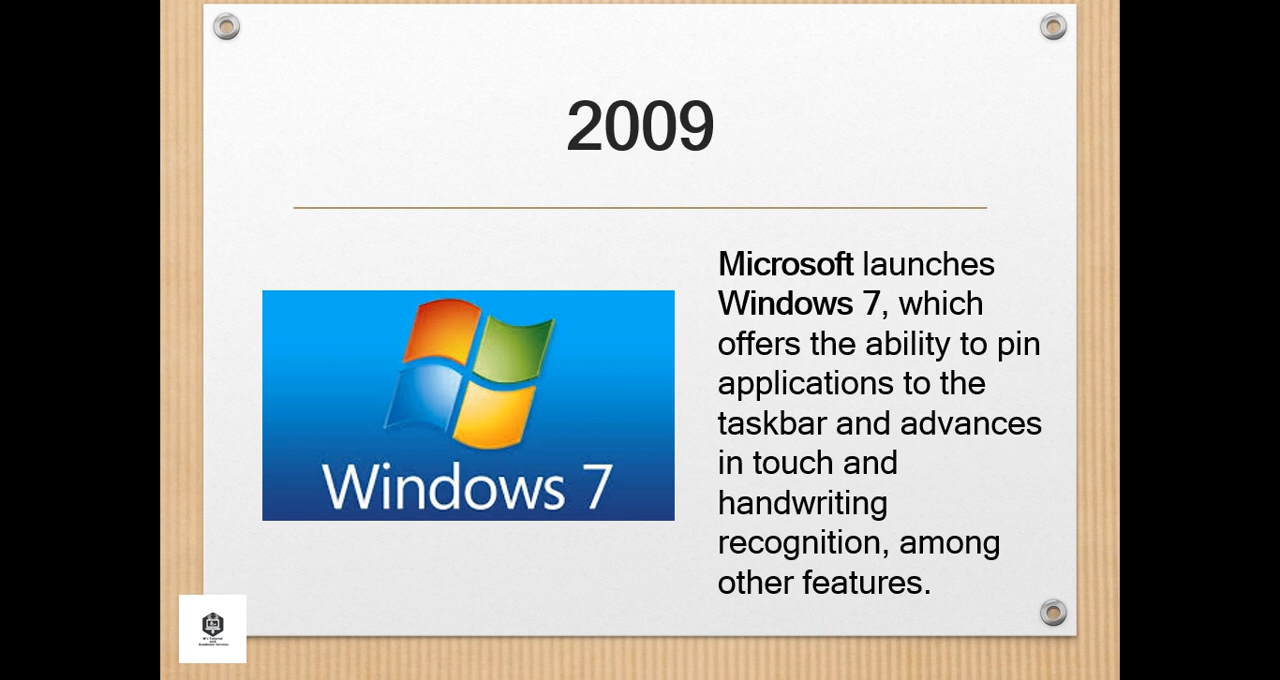 2009
Microsoft launches
Windows 7, which
offers the ability to pin
applications to the
taskbar and advances
in touch and
handwriting
recognition, among
other features.
Windows 7